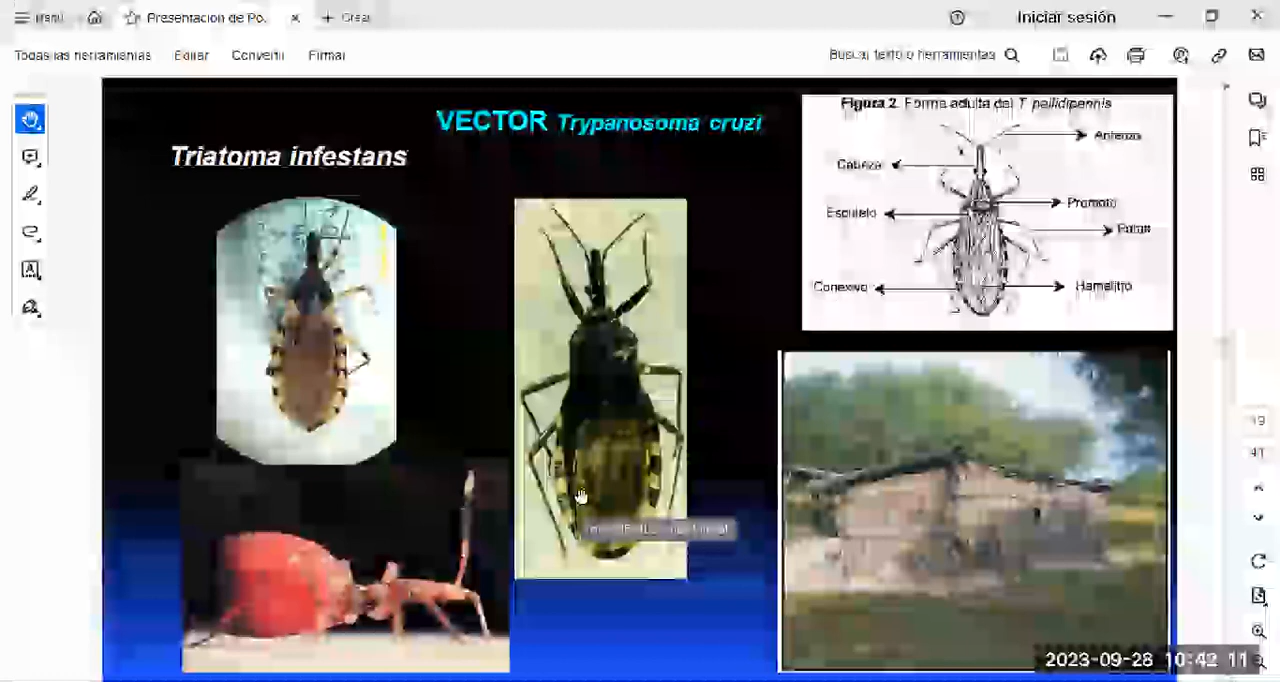 Presentacion de Po.
Crear
Iniciar sesión
Todas las herramientas
Editar
Convertir
Firmar
Buscar texto o herramientas
VECTOR Trypanosoma cruzi
Triatoma infestans
Figura 2. Forma adulta del T pallidipennis
Antenas
Cabeza
Pronoto
Escutelo
Patas
Conexivo
Hemelitro
19
41
2023-09-28 10:42 11